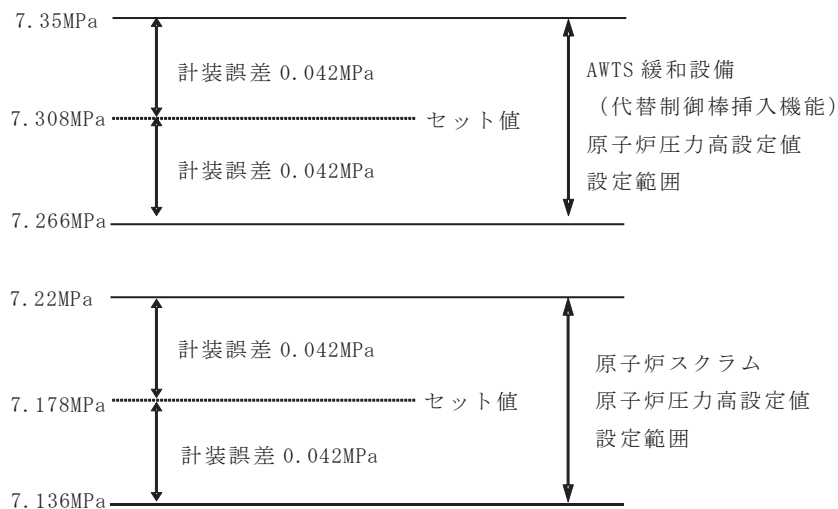 7.35MPa
計装誤差 0.042MPa
7.308MPa
セット値
計装誤差 0.042MPa
7.266MPa
AWTS 緩和設備
（代替制御棒挿入機能）
原子炉圧力高設定値
設定範囲
7.22MPa
計装誤差 0.042MPa
7.178MPa
セット値
計装誤差 0.042MPa
7.136MPa
原子炉スクラム
原子炉圧力高設定値
設定範囲